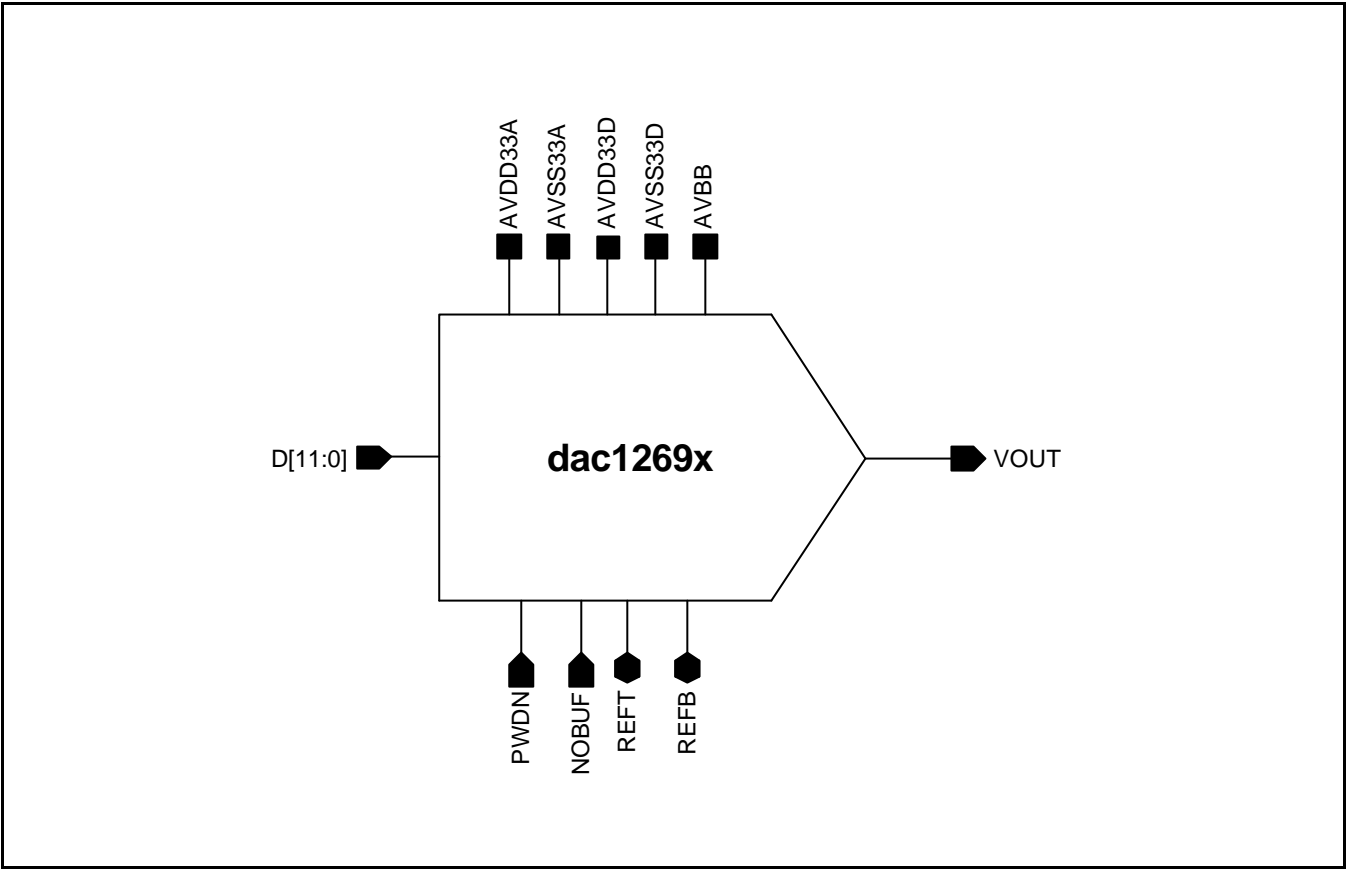 AVDD33A
AVSS33A
AVDD33D
AVSS33D
AVBB
D[11:0]
dac1269x
VOUT
PWDN
NOBUF
REFT
REFB